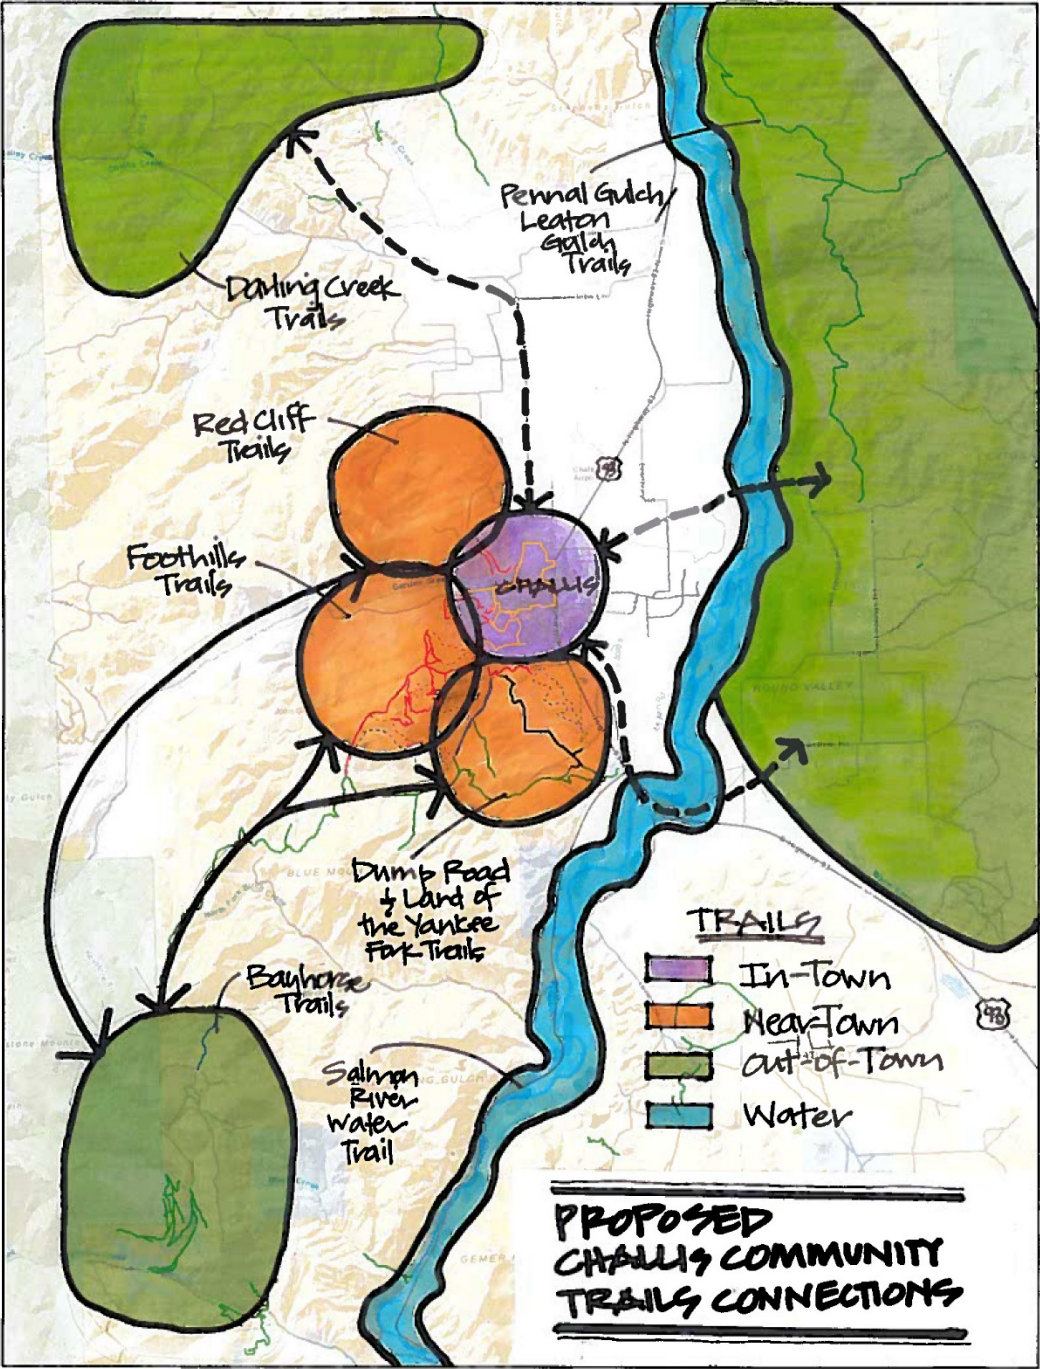 Pennal Gulch
Leaton
Gulch
Trails
Darling Creek
Trails
Red Cliff
Trails
93
Foothills
Trails
CHALLIS
ROUND VALLEY
Dump Road
& Land of
the Yankee
Fork Trails
Bayhorse
Trails
Salmon
River
Water
Trail
TRAILS
In-Town
Near-Town
Out-of-Town
Water
93
PROPOSED
CHALLIS COMMUNITY
TRAILS CONNECTIONS